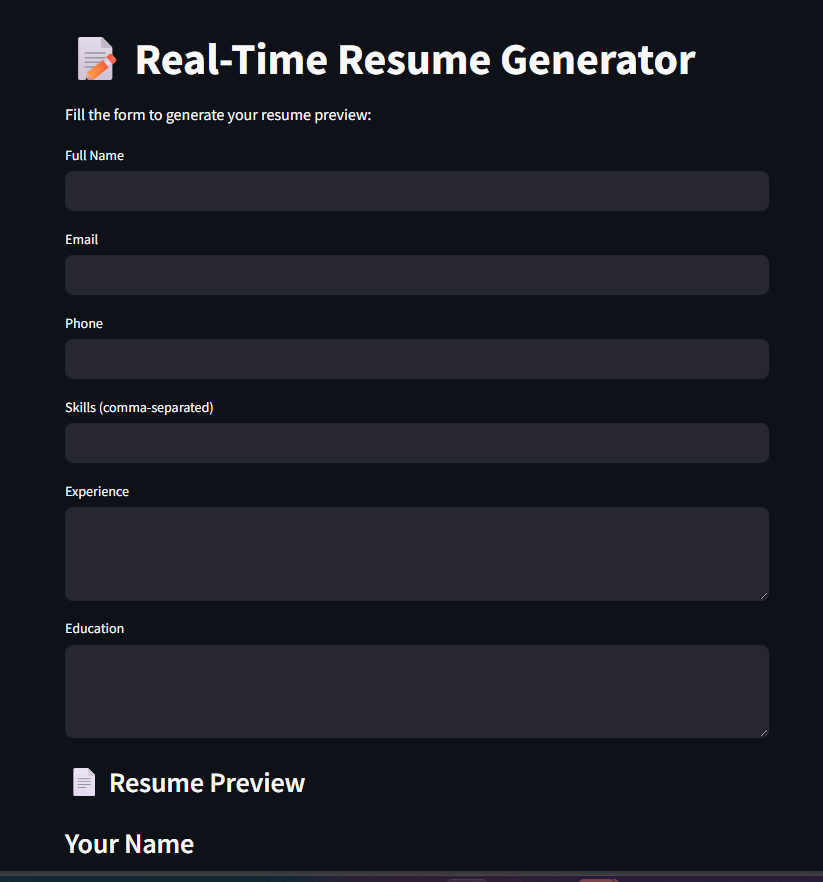 Real-Time Resume Generator
Fill the form to generate your resume preview:
Full Name
Email
Phone
Skills (comma-separated)
Experience
Education
Resume Preview
Your Name